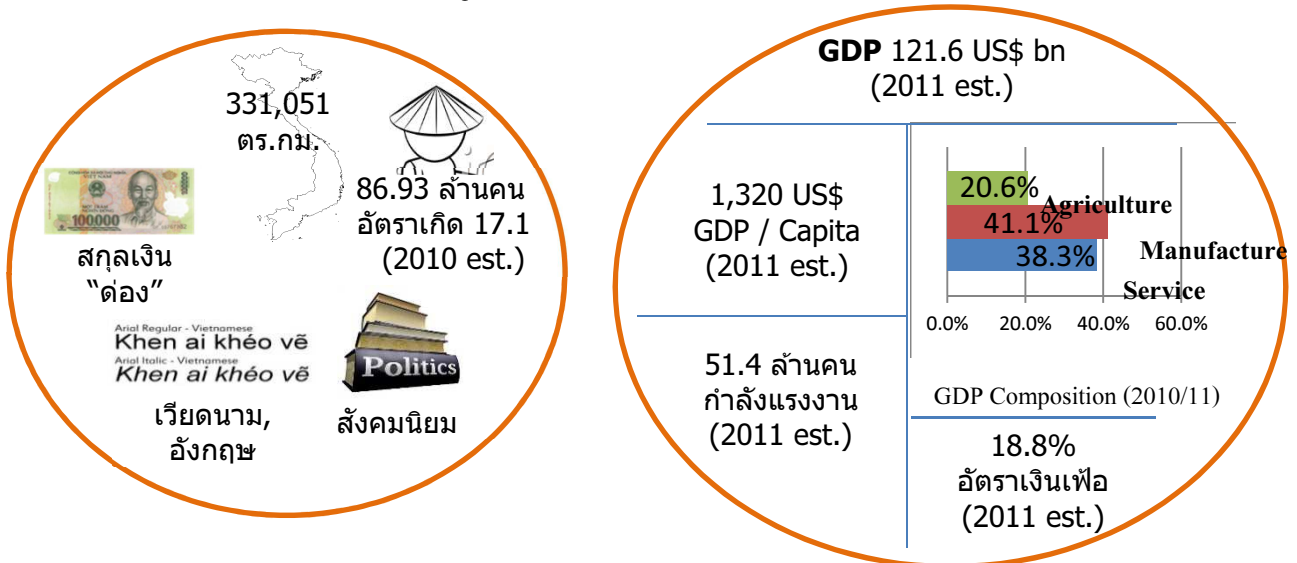 331,051
ตร.กม.
100000
86.93 ล้านคน
อัตราเกิด 17.1
(2010 est.)
สกุลเงิน
“ด่อง”
Arial Regular - Vietnamese
Khen ai khéo vẽ
Arial Italic - Vietnamese
Khen ai khéo vẽ
เวียดนาม,
อังกฤษ
Politics
สังคมนิยม
GDP 121.6 US$ bn
(2011 est.)
1,320 US$
GDP / Capita
(2011 est.)
20.6%
Agriculture
41.1%
Manufacture
38.3%
Service
0.0% 20.0% 40.0% 60.0%
GDP Composition (2010/11)
51.4 ล้านคน
กำลังแรงงาน
(2011 est.)
18.8%
อัตราเงินเฟ้อ
(2011 est.)